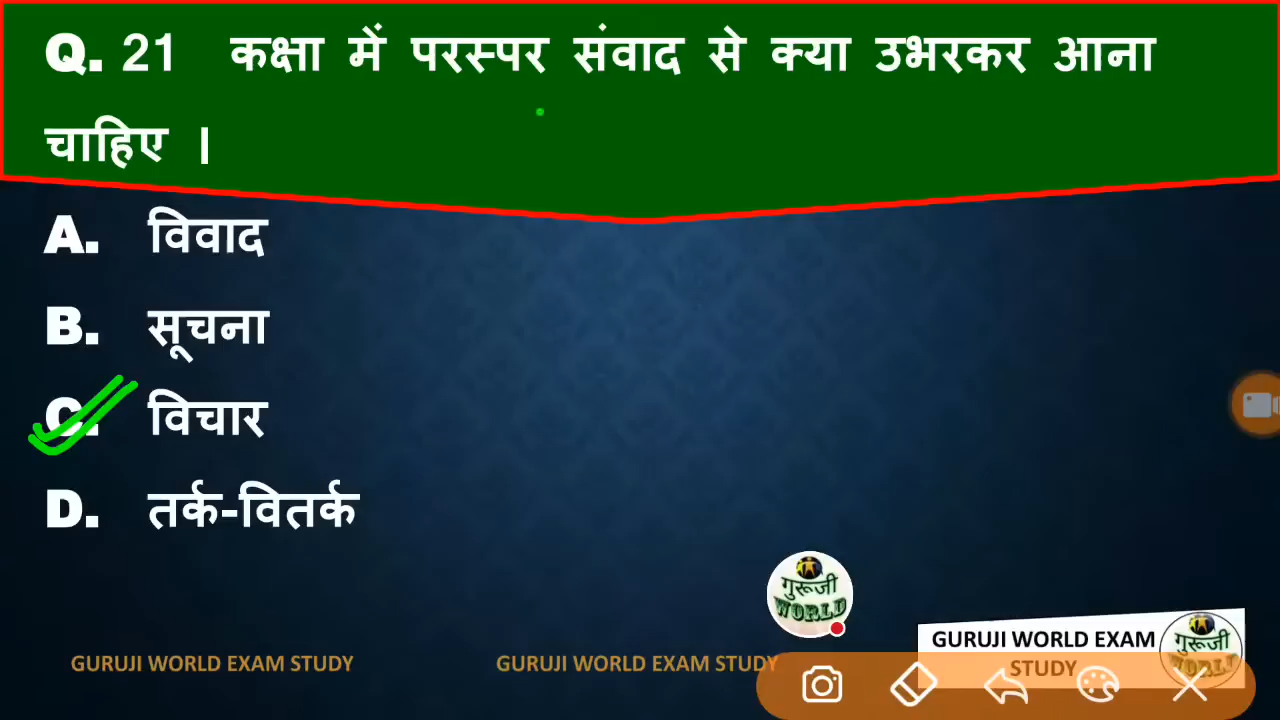 Q. 21 कक्षा में परस्पर संवाद से क्या उभरकर आना
चाहिए ।
A. विवाद
B. सूचना
C. विचार
D. तर्क-वितर्क
गुरूजी
WORLD
GURUJI WORLD EXAM
STUDY
गुरूजी
WORLD
GURUJI WORLD EXAM STUDY
GURUJI WORLD EXAM STUDY